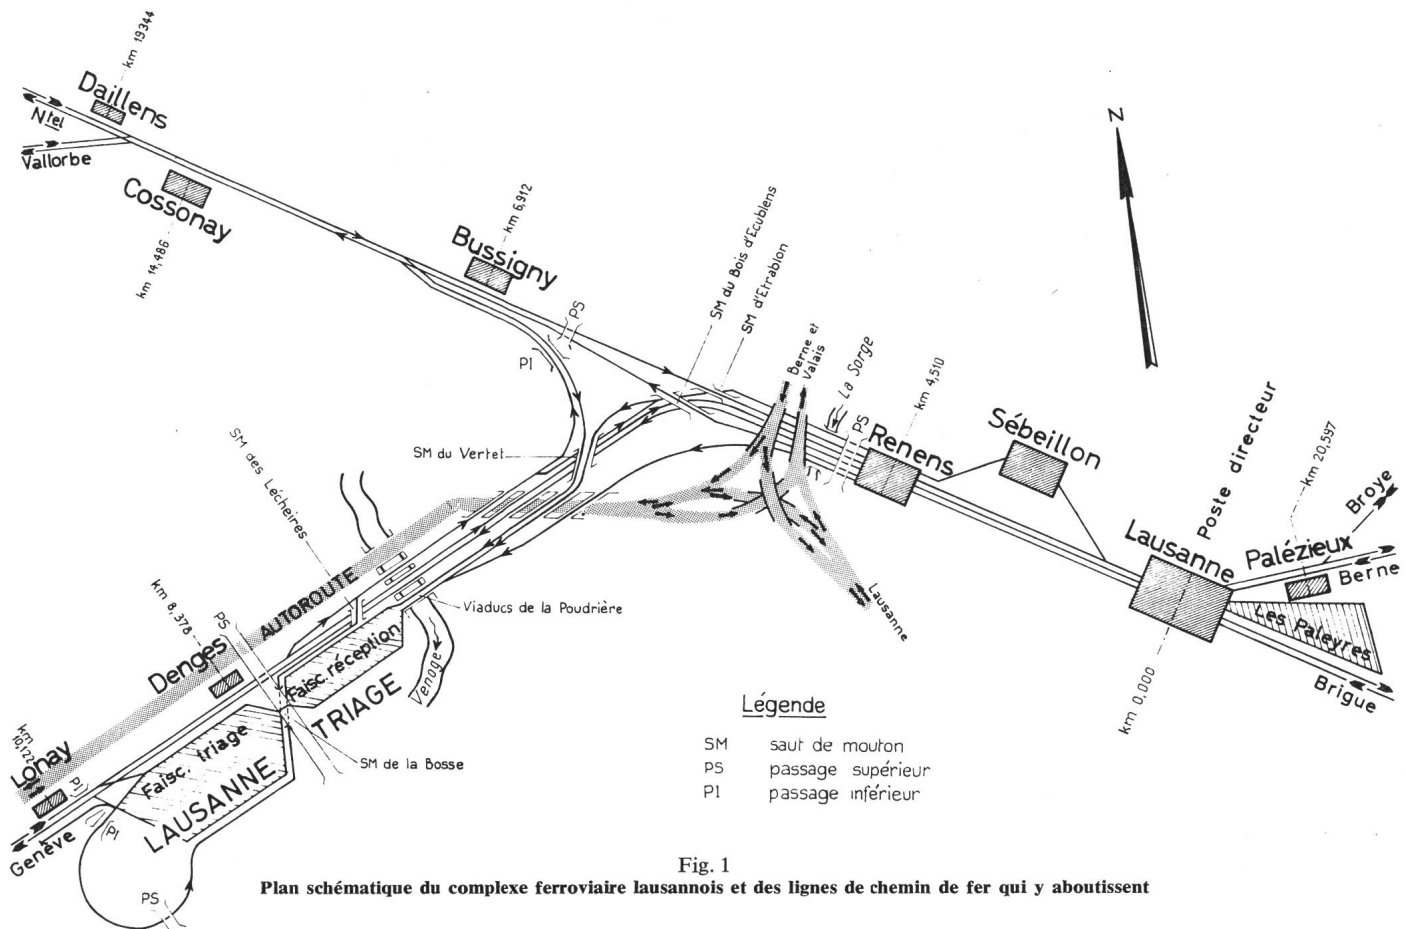 km 19344
Daillens
Ntel
Vallorbe
Cossonay
km 14,486
Bussigny
km 6,912
PS
PI
SM du Bois d'Ecublens
SM d'Etrablon
Berne et
Valais
La Sorge
PS
Renens
km 4,510
Sébeillon
Poste directeur
Lausanne
km 0,000
km 20,597
Palézieux
Broye
Berne
Les Paleyres
Brigue
N
SM du Vertet
SM des Lécheires
Lausanne
AUTOROUTE
Viaducs de la Poudrière
Venoge
km 8,378
PS
Denges
Faisc. réception
TRIAGE
SM de la Bosse
Faisc. triage
LAUSANNE
km
10,122
Lonay
PI
PI
Genève
PS
Légende
SM saut de mouton
PS passage supérieur
PI passage inférieur
Fig. 1
Plan schématique du complexe ferroviaire lausannois et des lignes de chemin de fer qui y aboutissent